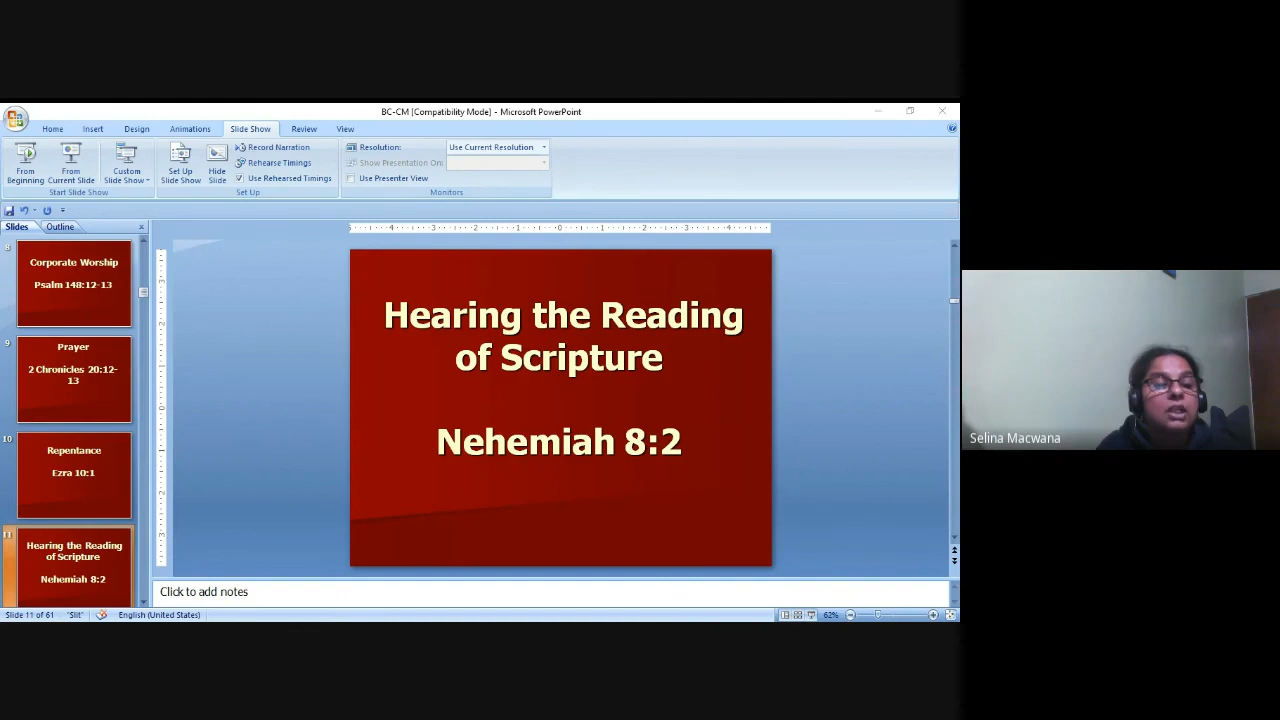 BC-CM [Compatibility Mode] - Microsoft PowerPoint
Home Insert Design Animations Slide Show Review View
From Beginning
From Current Slide
Custom Slide Show
Start Slide Show
Set Up Slide Show
Hide Slide
Record Narration
Rehearse Timings
Use Rehearsed Timings
Set Up
Resolution: Use Current Resolution
Show Presentation On:
Use Presenter View
Monitors
Slides Outline
8
Corporate Worship
Psalm 148:12-13
9
Prayer
2 Chronicles 20:12-
13
10
Repentance
Ezra 10:1
11
Hearing the Reading
of Scripture
Nehemiah 8:2
Hearing the Reading
of Scripture
Nehemiah 8:2
Click to add notes
Slide 11 of 61 "Slit" English (United States) 62%
Selina Macwana